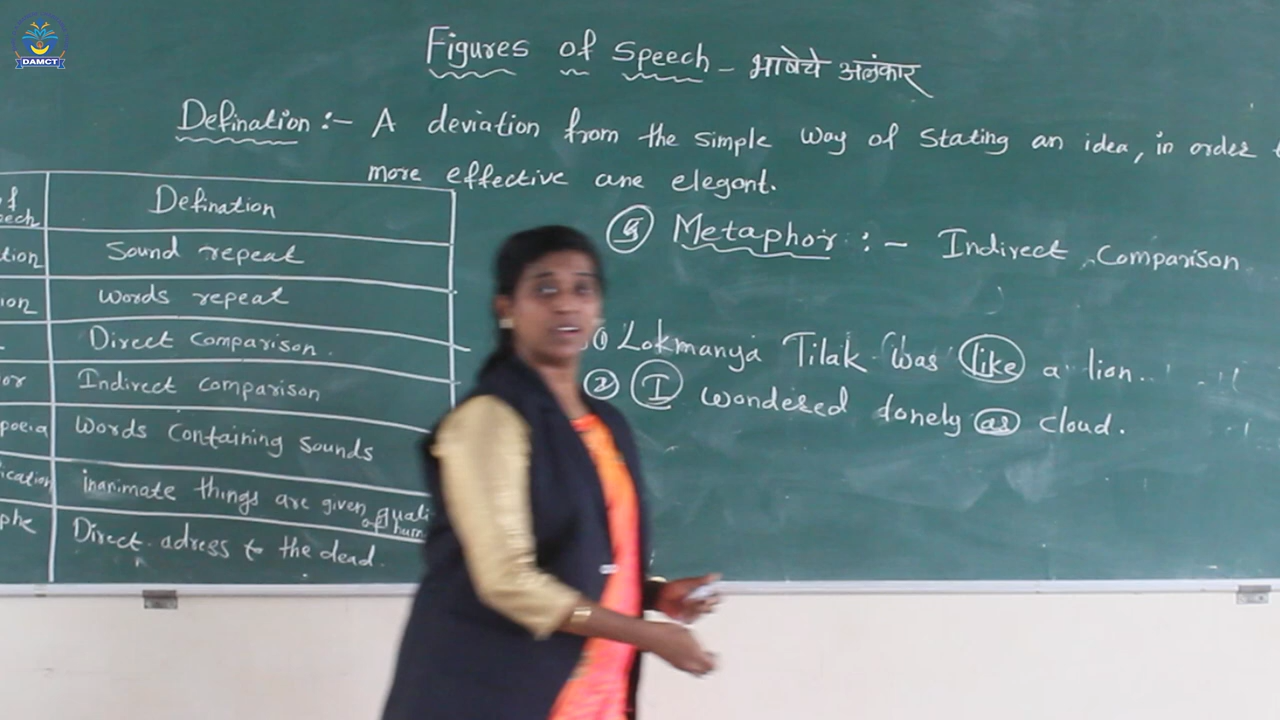 DAMCT
Figures of Speech - भाषेचे अलंकार
Defination :- A deviation from the simple way of stating an idea, in order
more effective ane elegant.
Defination
Sound repeat
words repeat
Direct Comparison.
Indirect comparison
Words Containing sounds
inanimate things are given
Direct adress to the dead.
Metaphor :- Indirect Comparison
Lokmanya Tilak was like a lion.
2 I wondered lonely as cloud.